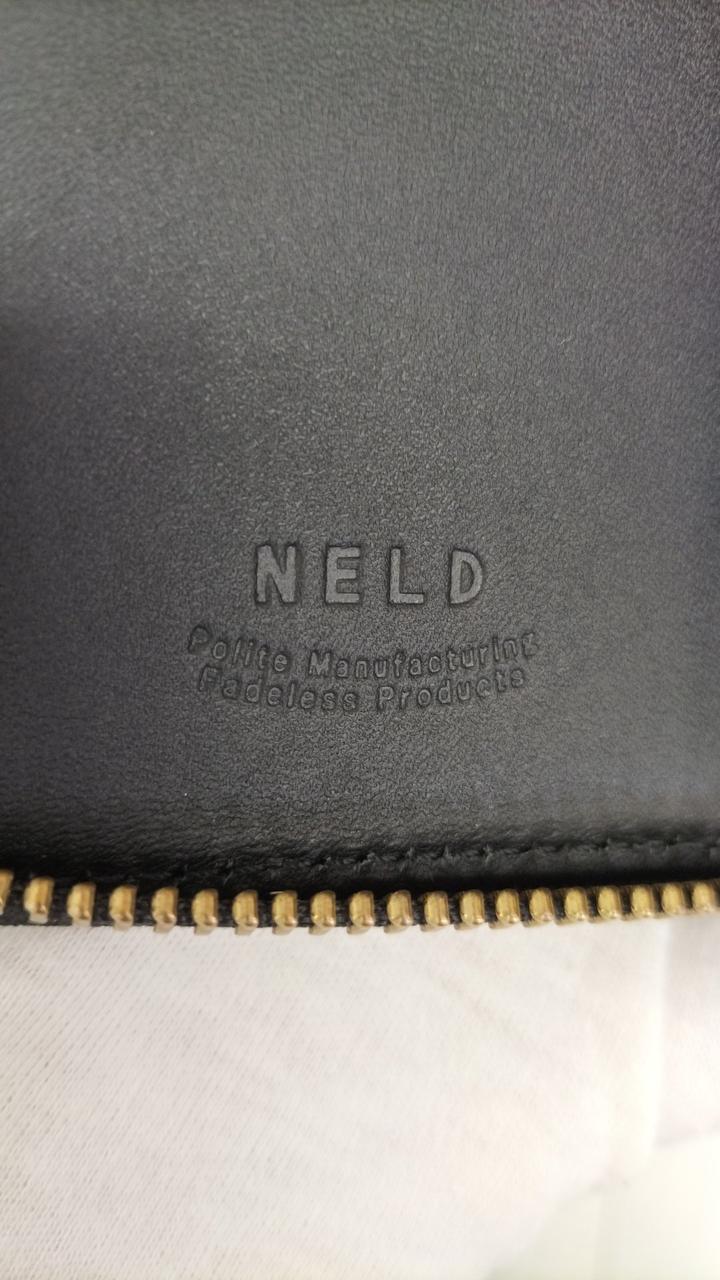 NELD
Polite Manufacturing
Fadeless Products